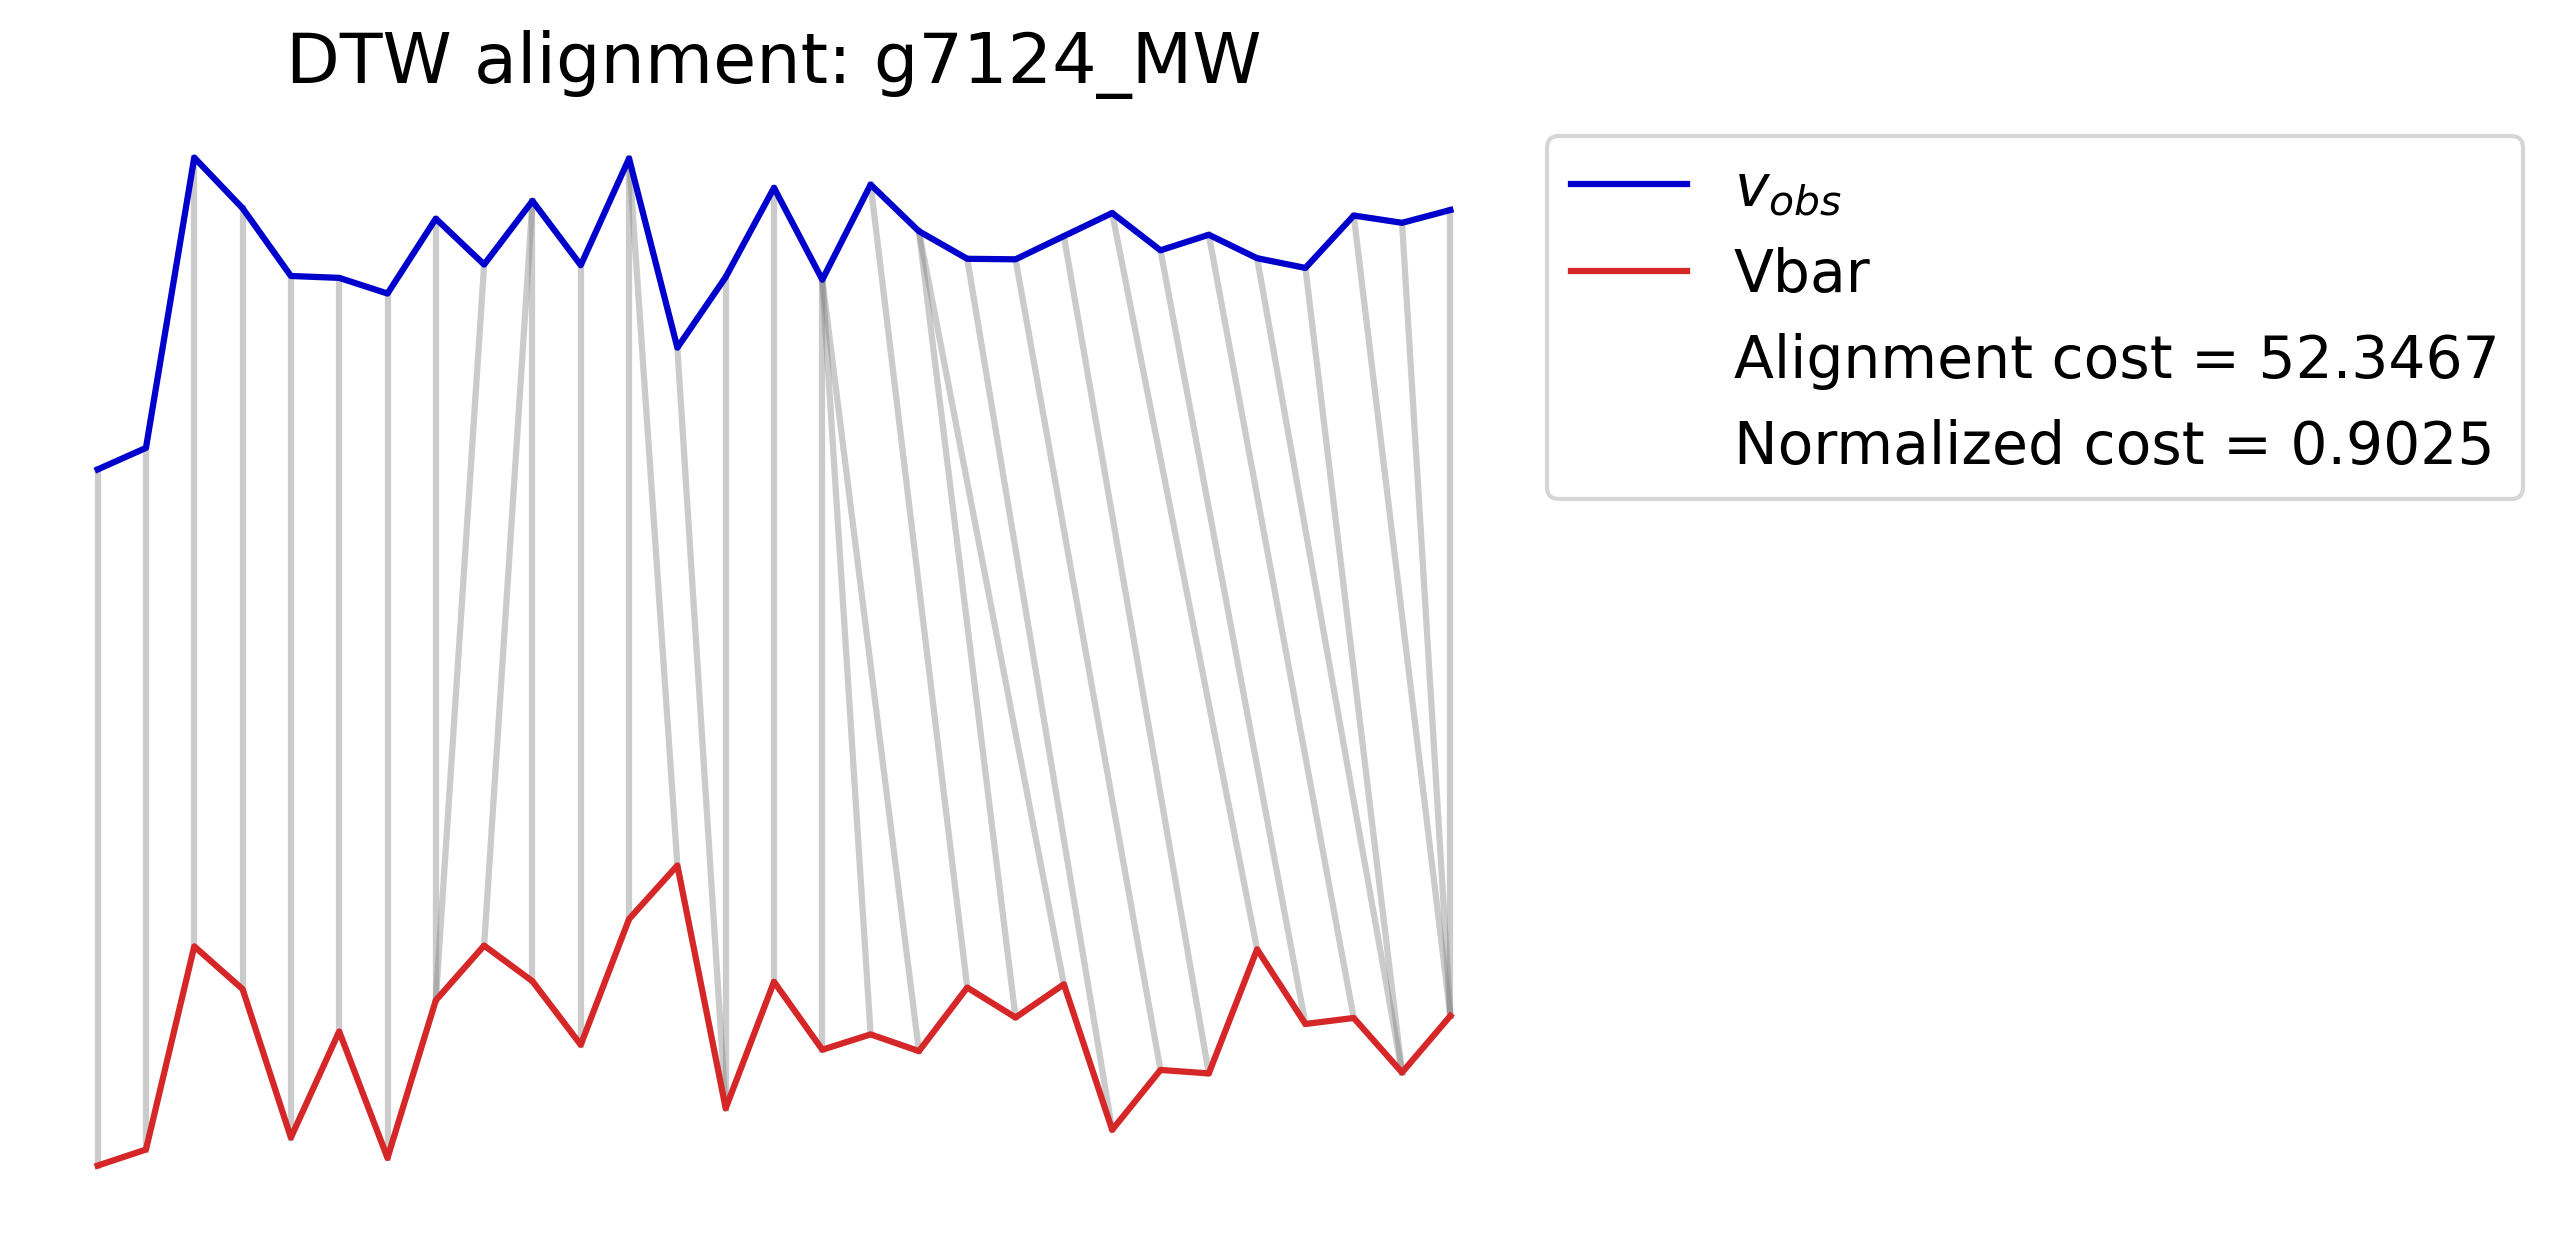 DTW alignment: g7124_MW
v_obs
Vbar
Alignment cost = 52.3467
Normalized cost = 0.9025